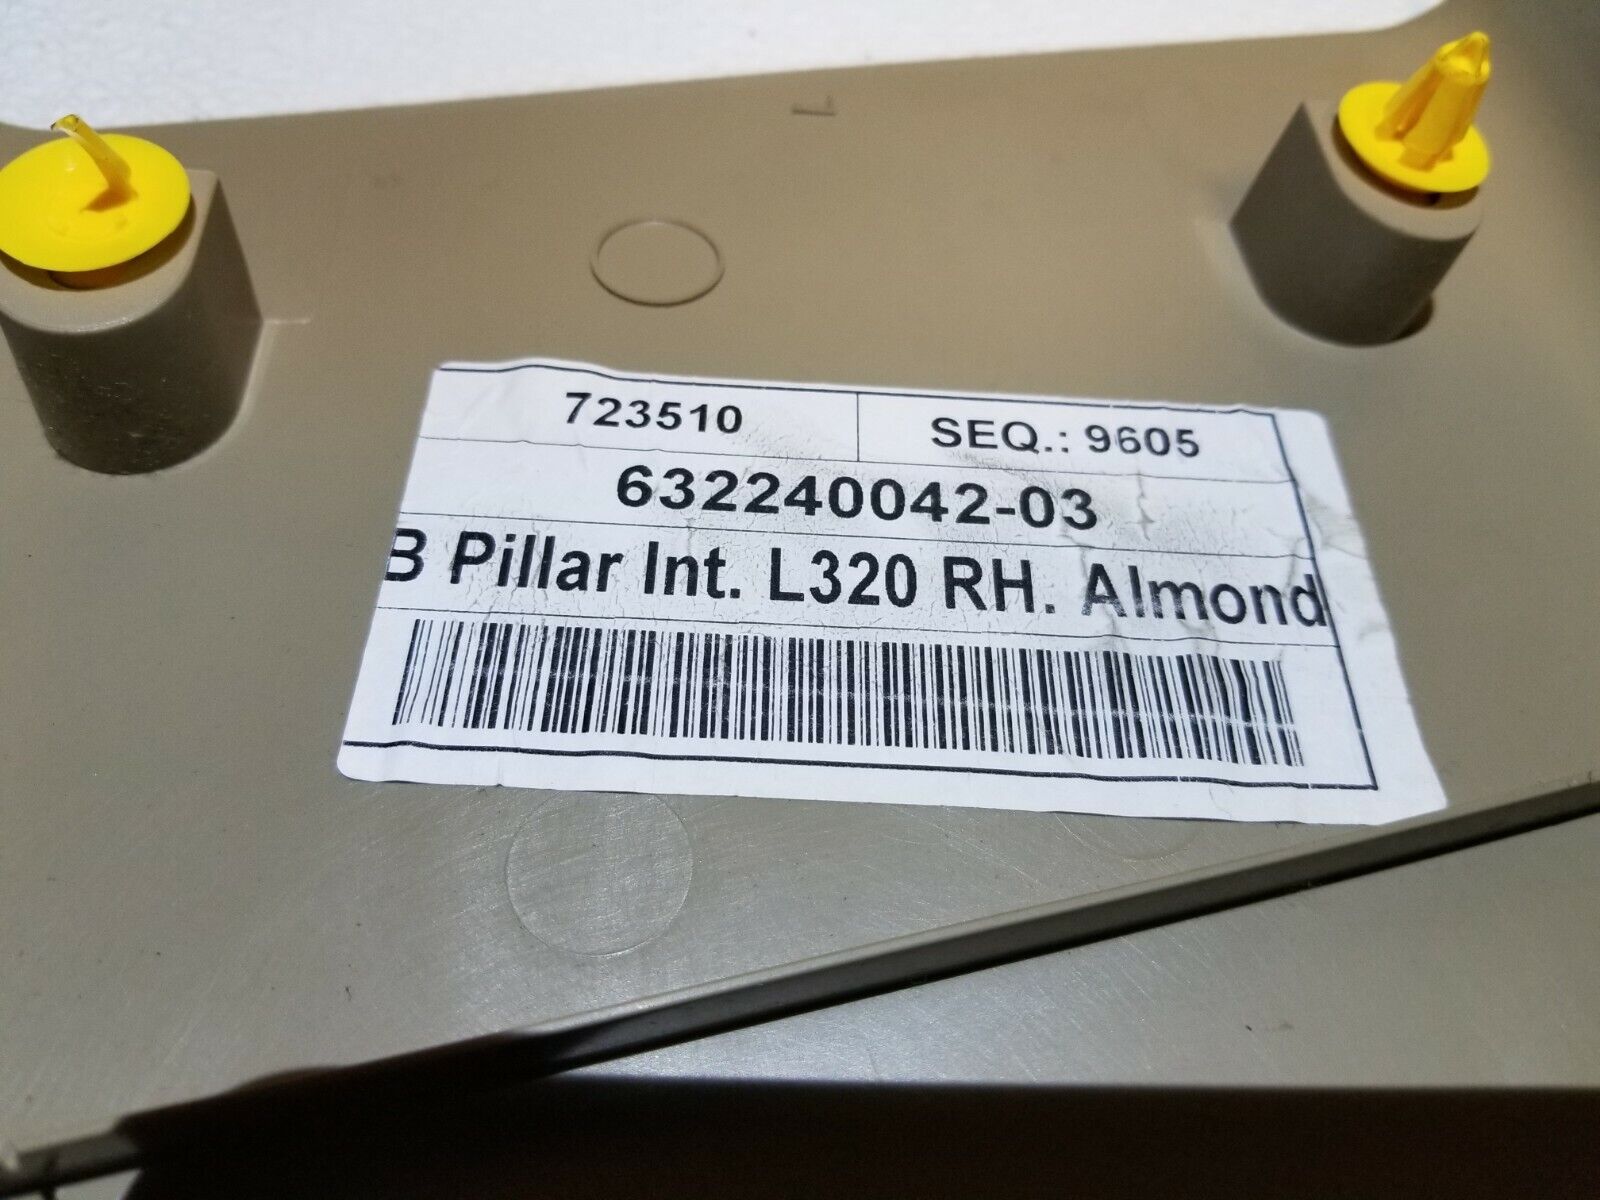 723510 SEQ.: 9605
632240042-03
B Pillar Int. L320 RH. Almond